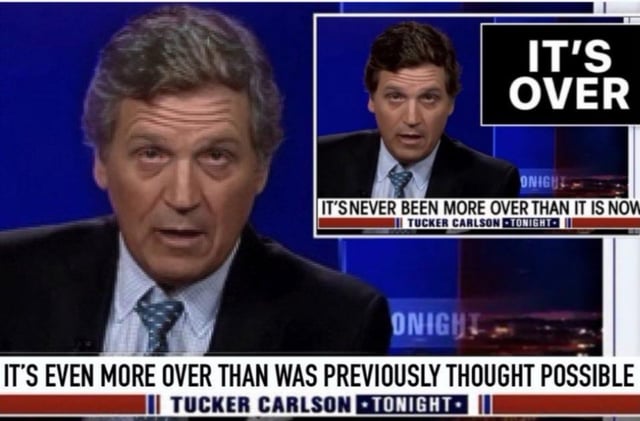 IT'S
OVER
ONIGHT
IT'S NEVER BEEN MORE OVER THAN IT IS NOW
TUCKER CARLSON •TONIGHT•
ONIGHT
IT'S EVEN MORE OVER THAN WAS PREVIOUSLY THOUGHT POSSIBLE
TUCKER CARLSON •TONIGHT•